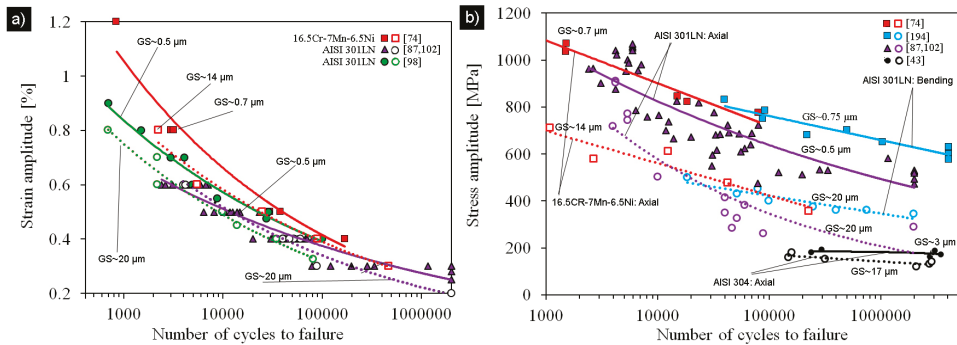 a)
1.2
1.0
0.8
0.6
0.4
0.2
Strain amplitude [%]
1000
10000
100000
1000000
Number of cycles to failure
16.5Cr-7Mn-6.5Ni [74]
AISI 301LN [87,102]
AISI 301LN [98]
GS~0.5 µm
GS~14 µm
GS~0.7 µm
GS~0.5 µm
GS~20 µm
GS~20 µm
b)
1200
1000
800
600
400
200
0
Stress amplitude [MPa]
1000
10000
100000
1000000
Number of cycles to failure
[74]
[194]
[87,102]
[43]
GS~0.7 µm
AISI 301LN: Axial
AISI 301LN: Bending
GS~0.75 µm
GS~14 µm
GS~0.5 µm
16.5Cr-7Mn-6.5Ni: Axial
GS~20 µm
GS~20 µm
GS~3 µm
AISI 304: Axial
GS~17 µm